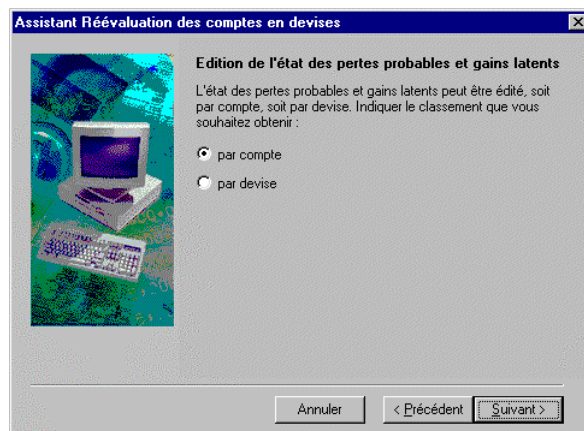 Assistant Réévaluation des comptes en devises
Edition de l'état des pertes probables et gains latents
L'état des pertes probables et gains latents peut être édité, soit
par compte, soit par devise. Indiquer le classement que vous
souhaitez obtenir :
par compte
par devise
Annuler
< Précédent
Suivant >